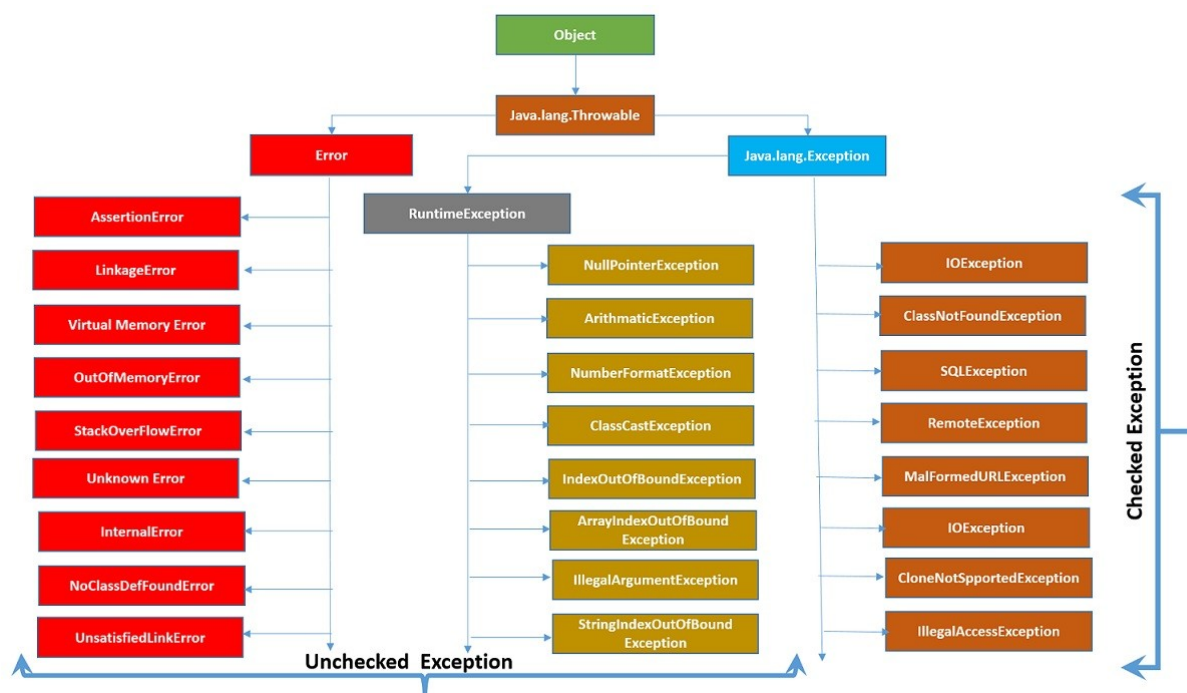 Object
Java.lang.Throwable
Error
Java.lang.Exception
RuntimeException
AssertionError
LinkageError
Virtual Memory Error
OutOfMemoryError
StackOverFlowError
Unknown Error
InternalError
NoClassDefFoundError
UnsatisfiedLinkError
NullPointerException
ArithmaticException
NumberFormatException
ClassCastException
IndexOutOfBoundException
ArrayIndexOutOfBound
Exception
IllegalArgumentException
StringIndexOutOfBound
Exception
IOException
ClassNotFoundException
SQLException
RemoteException
MalFormedURLException
IOException
CloneNotSpportedException
IllegalAccessException
Checked Exception
Unchecked Exception